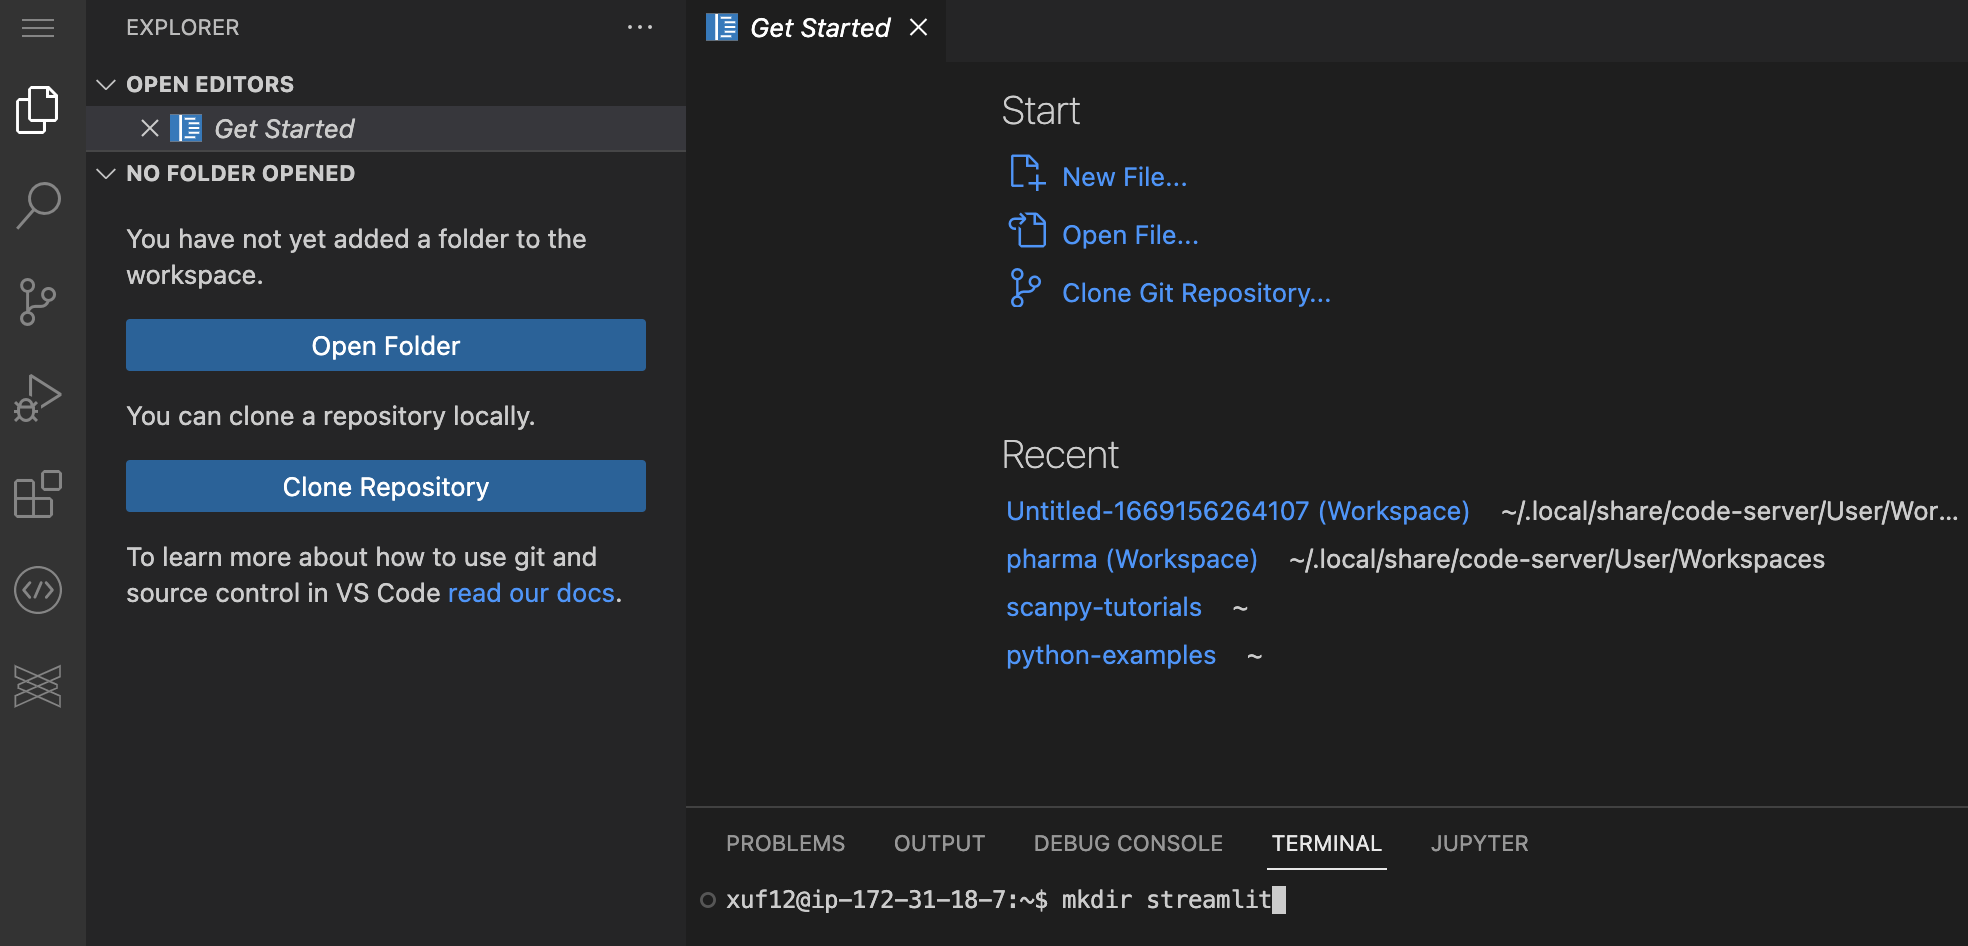 EXPLORER
OPEN EDITORS
Get Started
NO FOLDER OPENED
You have not yet added a folder to the
workspace.
Open Folder
You can clone a repository locally.
Clone Repository
To learn more about how to use git and
source control in VS Code read our docs.
Get Started
Start
New File...
Open File...
Clone Git Repository...
Recent
Untitled-1669156264107 (Workspace) ~/.local/share/code-server/User/Wor...
pharma (Workspace) ~/.local/share/code-server/User/Workspaces
scanpy-tutorials ~
python-examples ~
PROBLEMS OUTPUT DEBUG CONSOLE TERMINAL JUPYTER
xuf12@ip-172-31-18-7:~$ mkdir streamlit